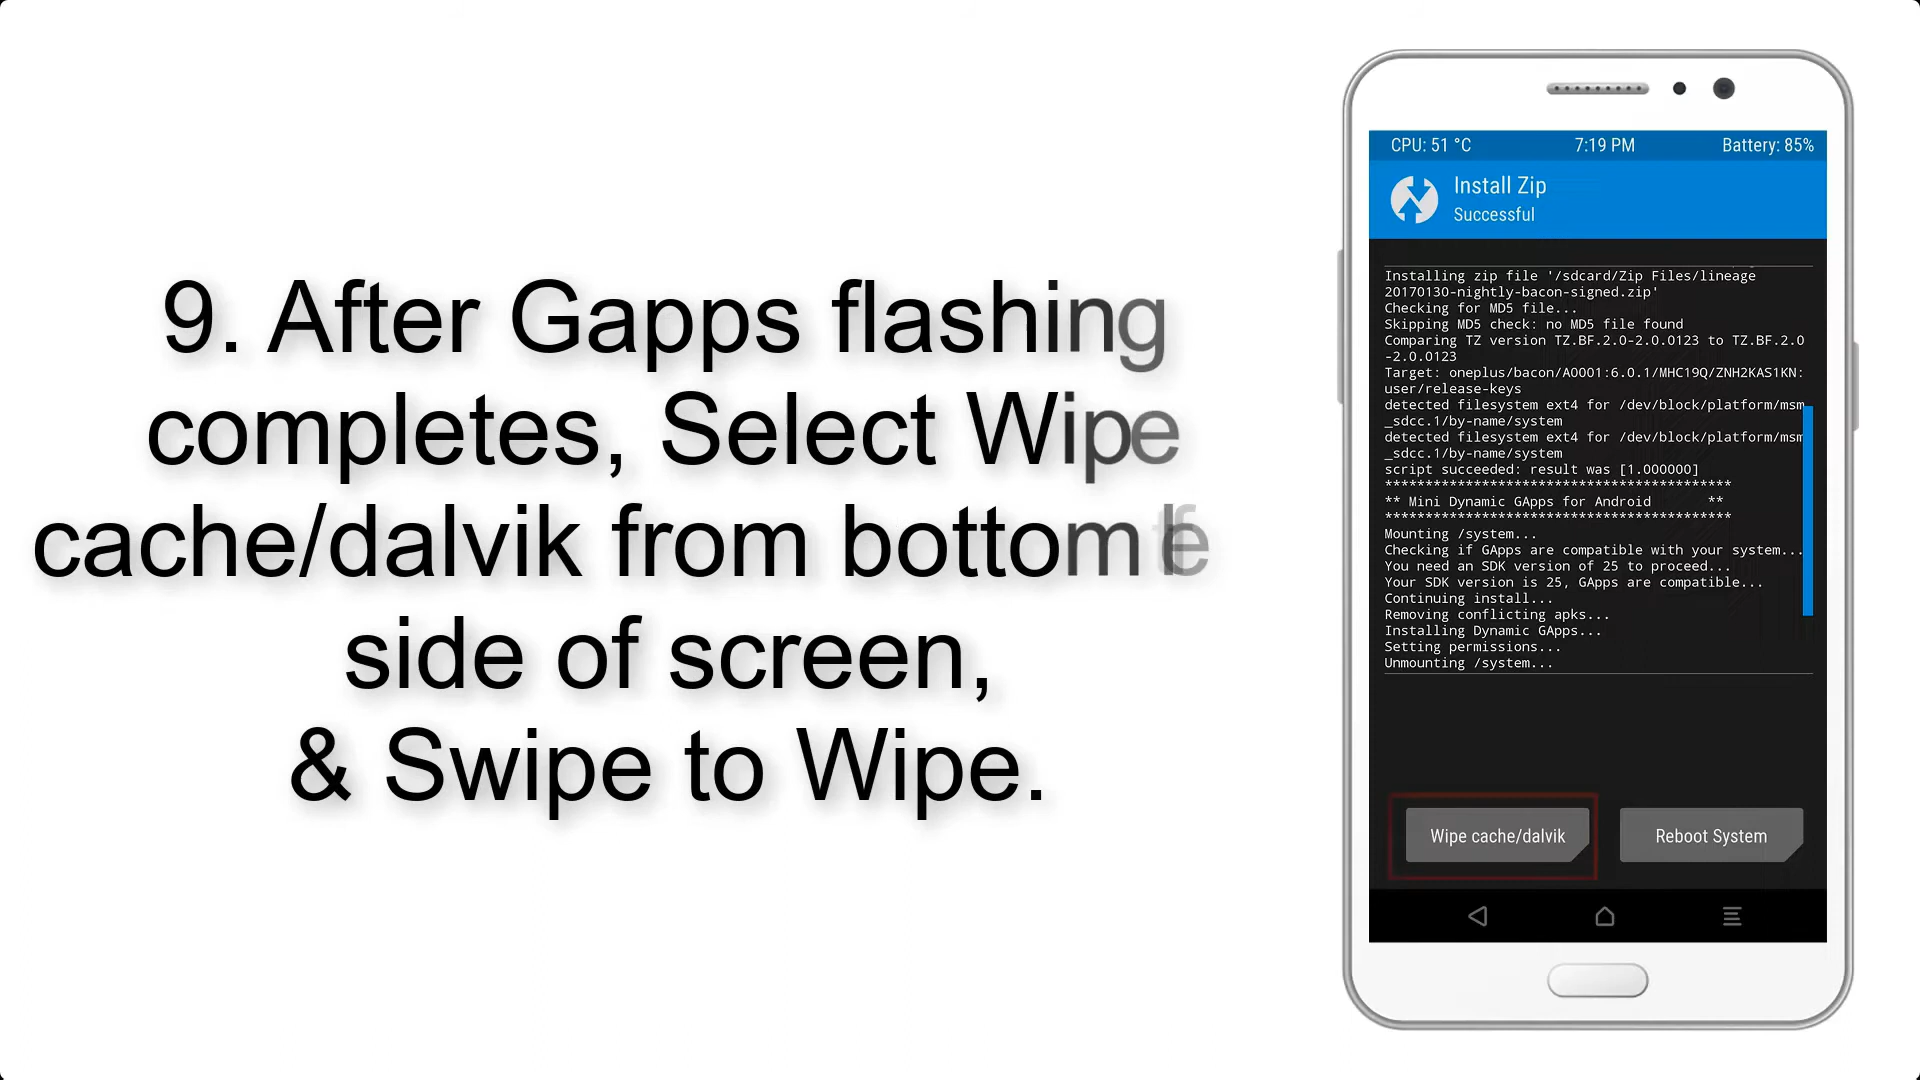 9. After Gapps flashing
completes, Select Wipe
cache/dalvik from bottom
side of screen,
& Swipe to Wipe.
CPU: 51 °C 7:19 PM Battery: 85%
Install Zip
Successful
Installing zip file '/sdcard/Zip Files/lineage
20170130-nightly-bacon-signed.zip'
Checking for MD5 file...
Skipping MD5 check: no MD5 file found
Comparing TZ version TZ.BF.2.0-2.0.0123 to TZ.BF.2.0
-2.0.0123
Target: oneplus/bacon/A0001:6.0.1/MHC19Q/ZNH2KAS1KN:
user/release-keys
detected filesystem ext4 for /dev/block/platform/msm
_sdcc.1/by-name/system
detected filesystem ext4 for /dev/block/platform/msm
_sdcc.1/by-name/system
script succeeded: result was [1.000000]
******************************************
** Mini Dynamic GApps for Android **
******************************************
Mounting /system...
Checking if GApps are compatible with your system...
You need an SDK version of 25 to proceed...
Your SDK version is 25, GApps are compatible...
Continuing install...
Removing conflicting apks...
Installing Dynamic GApps...
Setting permissions...
Unmounting /system...
Wipe cache/dalvik Reboot System